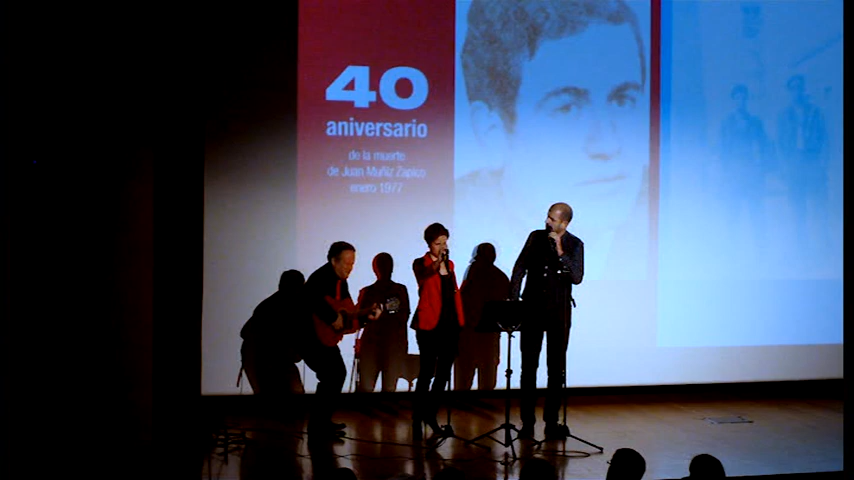 40
aniversario
de la muerte
de Juan Muñiz Zapico
enero 1977